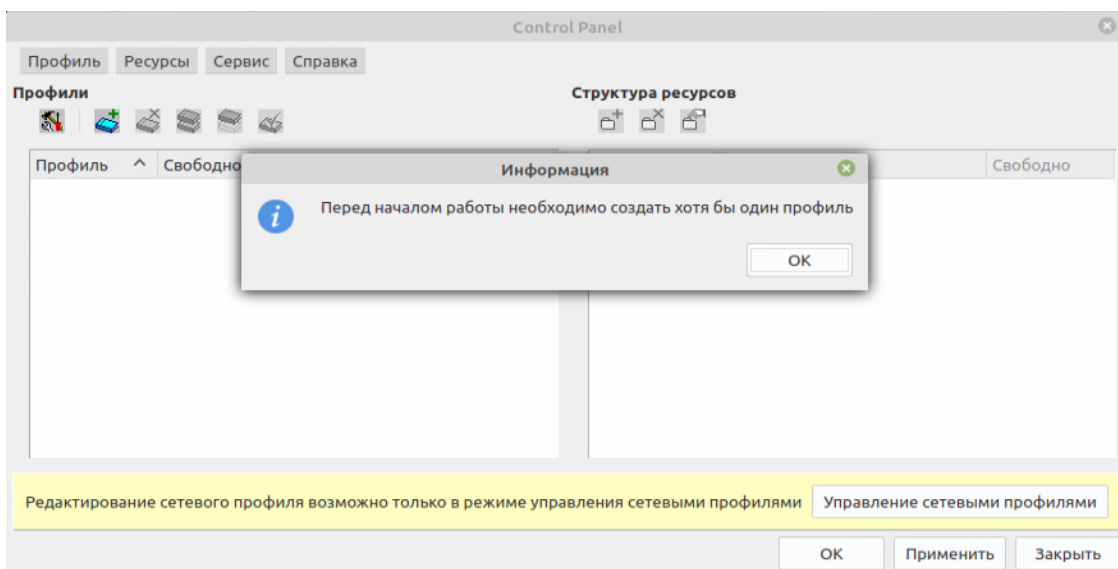 Control Panel
Профиль Ресурсы Сервис Справка
Профили
Структура ресурсов
Профиль Свободно
Свободно
Информация
Перед началом работы необходимо создать хотя бы один профиль
OK
Редактирование сетевого профиля возможно только в режиме управления сетевыми профилями Управление сетевыми профилями
OK Применить Закрыть